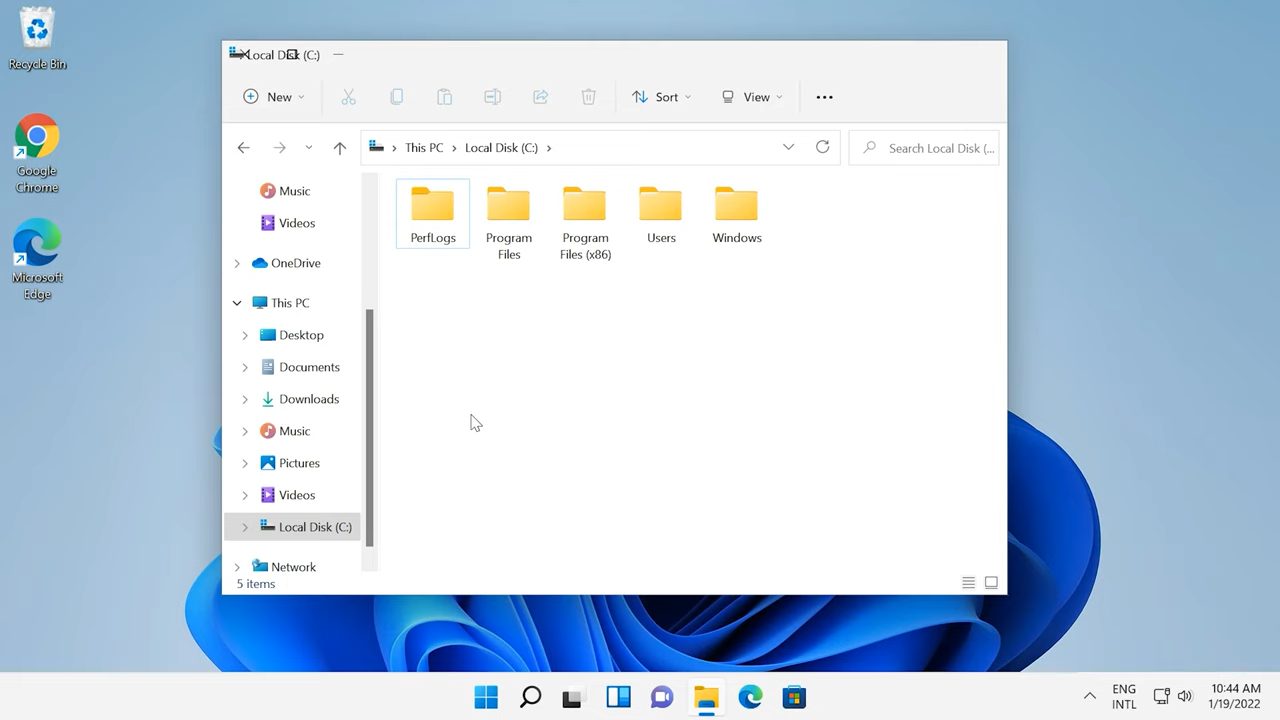 Recycle Bin
Google
Chrome
Microsoft
Edge
Local Disk (C:)
New
Sort
View
This PC
Local Disk (C:)
Search Local Disk (...
Music
Videos
OneDrive
This PC
Desktop
Documents
Downloads
Music
Pictures
Videos
Local Disk (C:)
Network
PerfLogs
Program
Files
Program
Files (x86)
Users
Windows
5 items
ENG
INTL
10:44 AM
1/19/2022